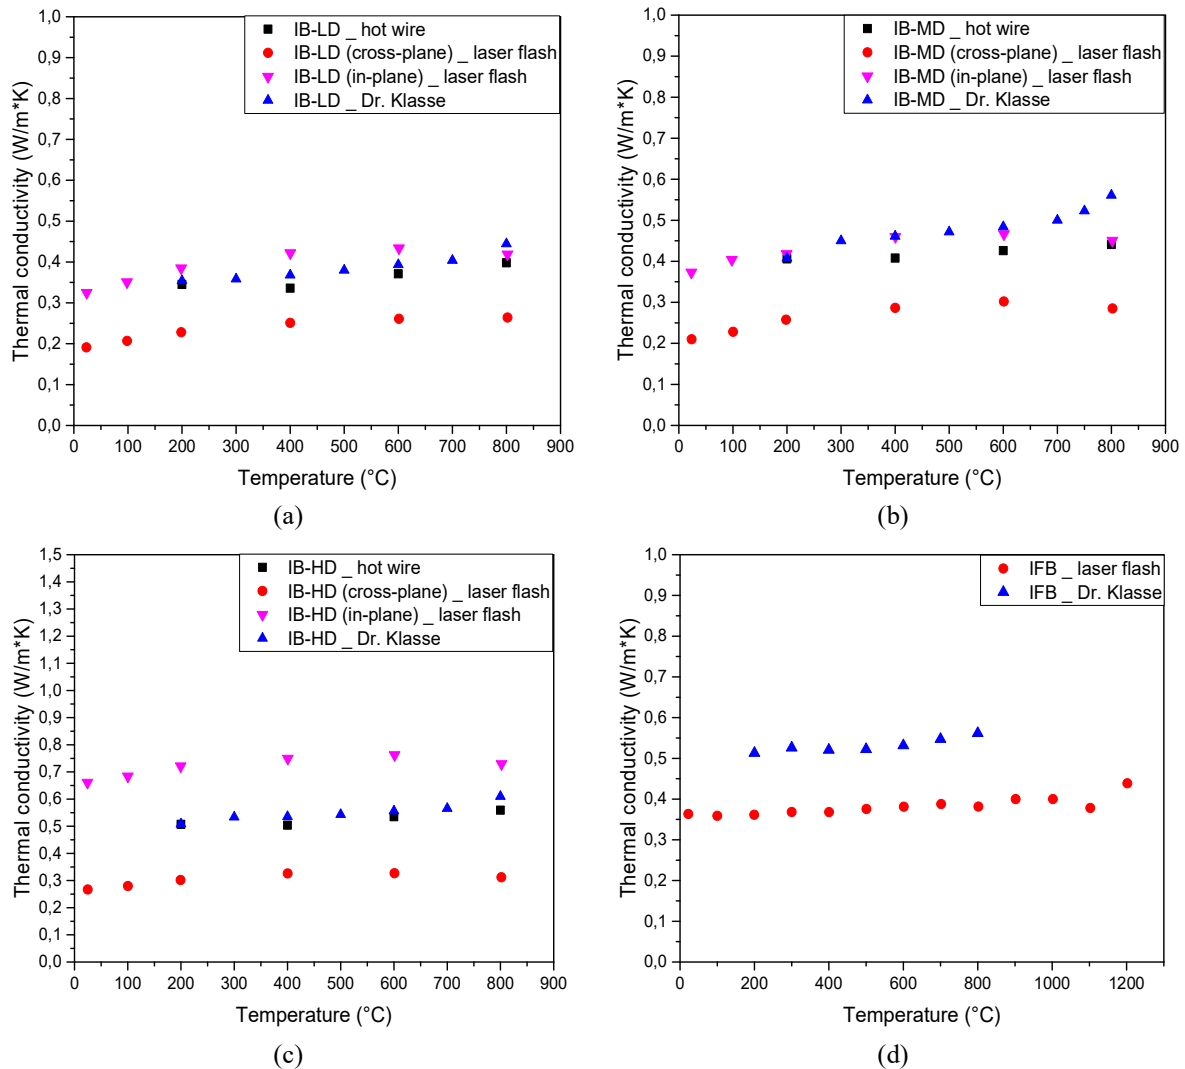 IB-LD _ hot wire
IB-LD (cross-plane) _ laser flash
IB-LD (in-plane) _ laser flash
IB-LD _ Dr. Klasse
Thermal conductivity (W/m*K)
1,0
0,9
0,8
0,7
0,6
0,5
0,4
0,3
0,2
0,1
0,0
0 100 200 300 400 500 600 700 800 900
Temperature (°C)
(a)
IB-MD _ hot wire
IB-MD (cross-plane) _ laser flash
IB-MD (in-plane) _ laser flash
IB-MD _ Dr. Klasse
Thermal conductivity (W/m*K)
1,0
0,9
0,8
0,7
0,6
0,5
0,4
0,3
0,2
0,1
0,0
0 100 200 300 400 500 600 700 800 900
Temperature (°C)
(b)
IB-HD _ hot wire
IB-HD (cross-plane) _ laser flash
IB-HD (in-plane) _ laser flash
IB-HD _ Dr. Klasse
Thermal conductivity (W/m*K)
1,5
1,4
1,3
1,2
1,1
1,0
0,9
0,8
0,7
0,6
0,5
0,4
0,3
0,2
0,1
0,0
0 100 200 300 400 500 600 700 800 900
Temperature (°C)
(c)
IFB _ laser flash
IFB _ Dr. Klasse
Thermal conductivity (W/m*K)
1,0
0,9
0,8
0,7
0,6
0,5
0,4
0,3
0,2
0,1
0,0
0 200 400 600 800 1000 1200
Temperature (°C)
(d)